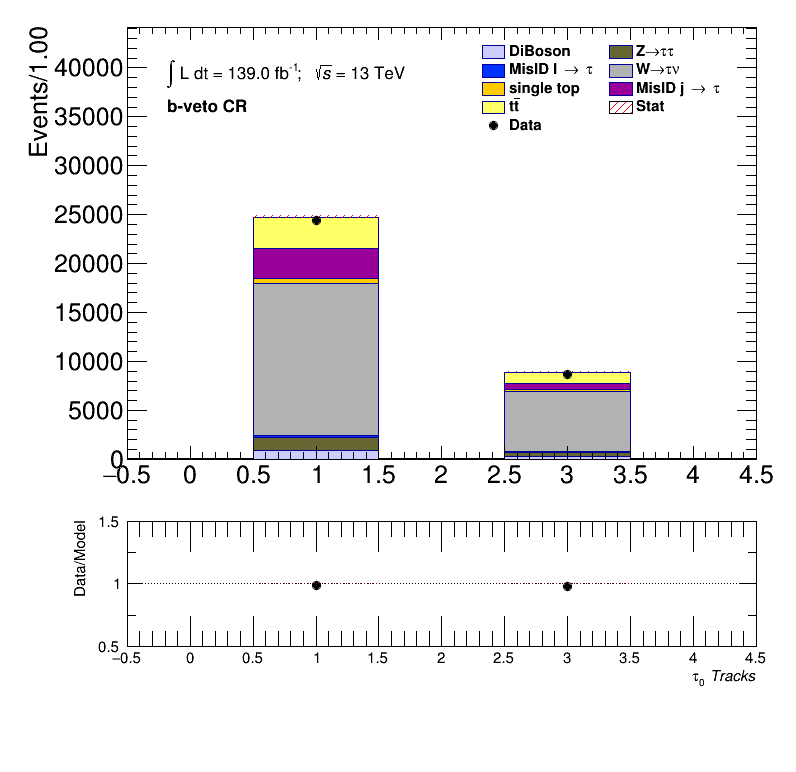 Events/1.00
40000
35000
30000
25000
20000
15000
10000
5000
0
∫ L dt = 139.0 fb⁻¹; √s = 13 TeV
b-veto CR
DiBoson Z→ττ
MisID l → τ W→τν
single top MisID j → τ
tt̄ Stat
Data
−0.5 0 0.5 1 1.5 2 2.5 3 3.5 4 4.5
Data/Model
1.5
1
0.5
−0.5 0 0.5 1 1.5 2 2.5 3 3.5 4 4.5
τ₀ Tracks